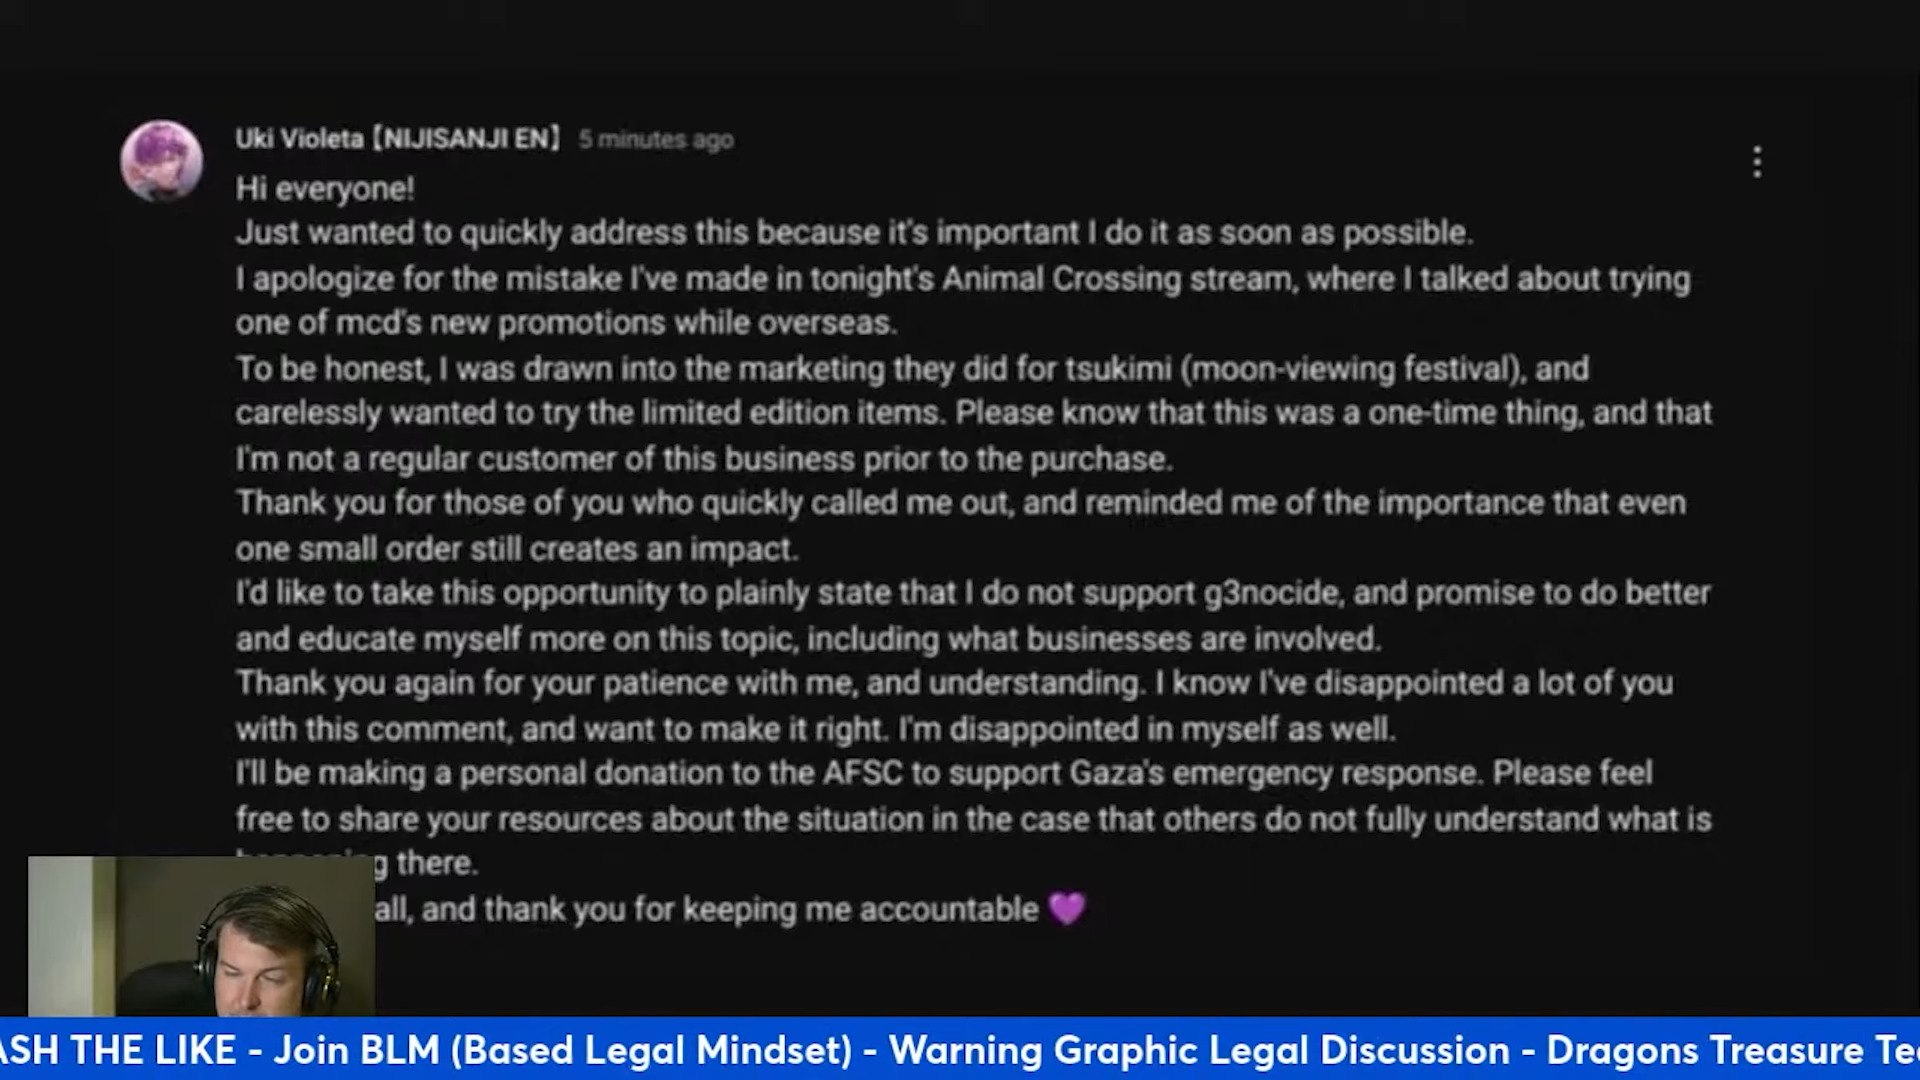 Uki Violeta【NIJISANJI EN】 5 minutes ago
Hi everyone!
Just wanted to quickly address this because it's important I do it as soon as possible.
I apologize for the mistake I've made in tonight's Animal Crossing stream, where I talked about trying
one of mcd's new promotions while overseas.
To be honest, I was drawn into the marketing they did for tsukimi (moon-viewing festival), and
carelessly wanted to try the limited edition items. Please know that this was a one-time thing, and that
I'm not a regular customer of this business prior to the purchase.
Thank you for those of you who quickly called me out, and reminded me of the importance that even
one small order still creates an impact.
I'd like to take this opportunity to plainly state that I do not support g3nocide, and promise to do better
and educate myself more on this topic, including what businesses are involved.
Thank you again for your patience with me, and understanding. I know I've disappointed a lot of you
with this comment, and want to make it right. I'm disappointed in myself as well.
I'll be making a personal donation to the AFSC to support Gaza's emergency response. Please feel
free to share your resources about the situation in the case that others do not fully understand what is
there.
all, and thank you for keeping me accountable 💜
ASH THE LIKE - Join BLM (Based Legal Mindset) - Warning Graphic Legal Discussion - Dragons Treasure